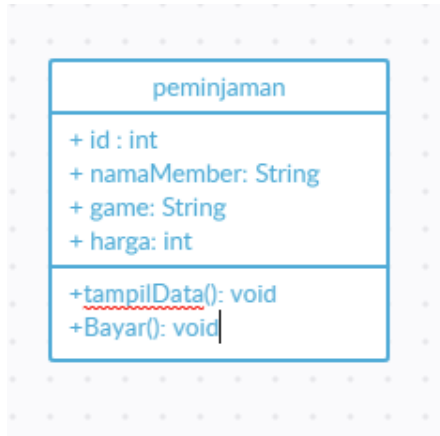 peminjaman
+ id : int
+ namaMember: String
+ game: String
+ harga: int
+tampilData(): void
+Bayar(): void